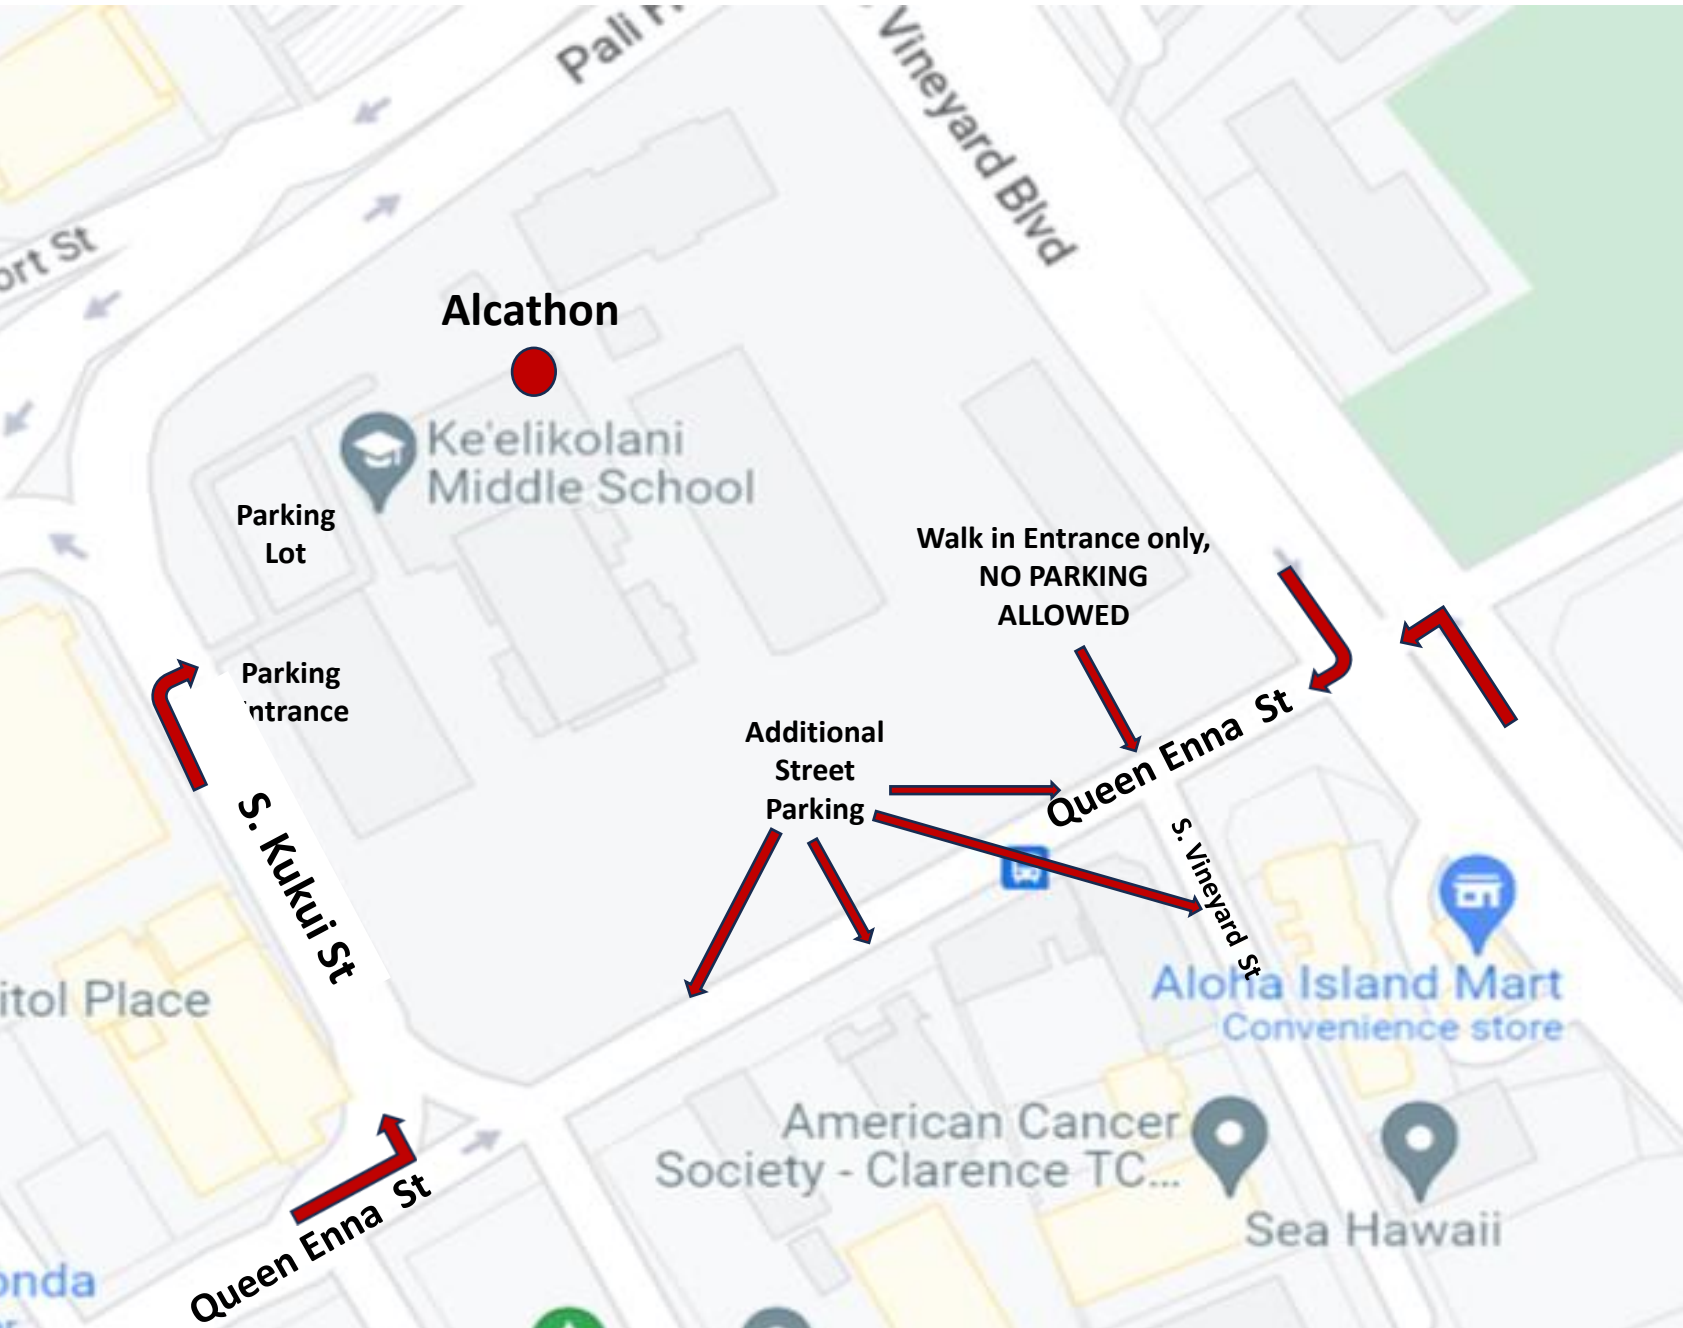 Pali
Vineyard Blvd
ort St
Alcathon
Ke'elikolani
Middle School
Parking
Lot
Walk in Entrance only,
NO PARKING
ALLOWED
Parking
ntrance
Additional
Street
Parking
Queen Enna St
S. Kukui St
S. Vineyard St
Aloha Island Mart
Convenience store
itol Place
American Cancer
Society - Clarence TC...
Queen Enna St
Sea Hawaii
onda